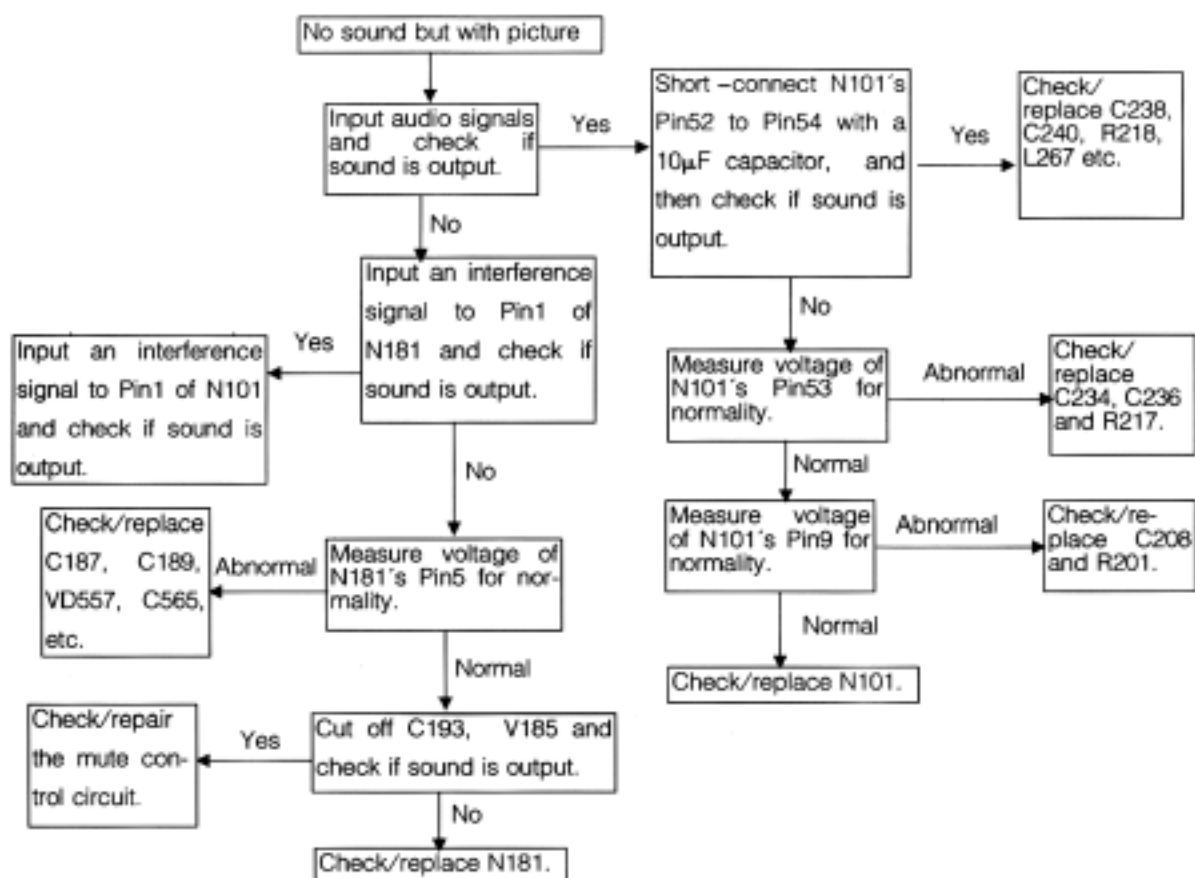 No sound but with picture
Input audio signals
and check if
sound is output.
Yes
Short-connect N101's
Pin52 to Pin54 with a
10μF capacitor, and
then check if sound is
output.
Yes
Check/
replace C238,
C240, R218,
L267 etc.
No
Input an interference
signal to Pin1 of
N181 and check if
sound is output.
Yes
Input an interference
signal to Pin1 of N101
and check if sound is
output.
No
Measure voltage of
N101's Pin53 for
normality.
Abnormal
Check/
replace
C234, C236
and R217.
No
Normal
Measure voltage
of N101's Pin9 for
normality.
Abnormal
Check/re-
place C208
and R201.
Normal
Check/replace N101.
Measure voltage of
N181's Pin5 for nor-
mality.
Abnormal
Check/replace
C187, C189,
VD557, C565,
etc.
Normal
Cut off C193, V185 and
check if sound is output.
Yes
Check/repair
the mute con-
trol circuit.
No
Check/replace N181.